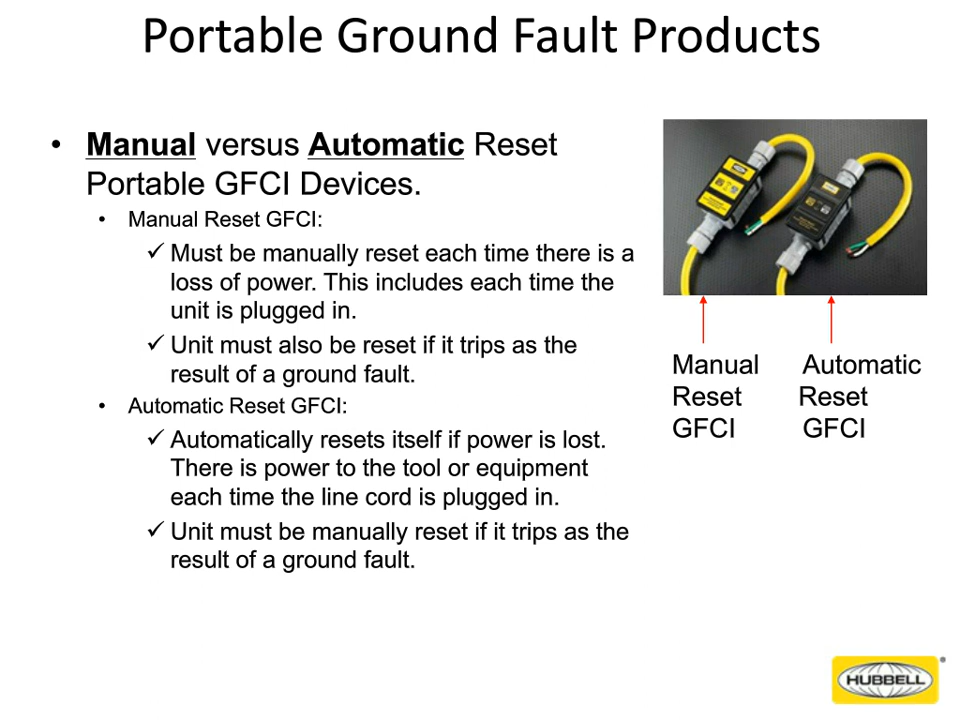 Portable Ground Fault Products
• Manual versus Automatic Reset
Portable GFCI Devices.
• Manual Reset GFCI:
✓ Must be manually reset each time there is a
loss of power. This includes each time the
unit is plugged in.
✓ Unit must also be reset if it trips as the
result of a ground fault.
• Automatic Reset GFCI:
✓ Automatically resets itself if power is lost.
There is power to the tool or equipment
each time the line cord is plugged in.
✓ Unit must be manually reset if it trips as the
result of a ground fault.
Manual Automatic
Reset Reset
GFCI GFCI
HUBBELL